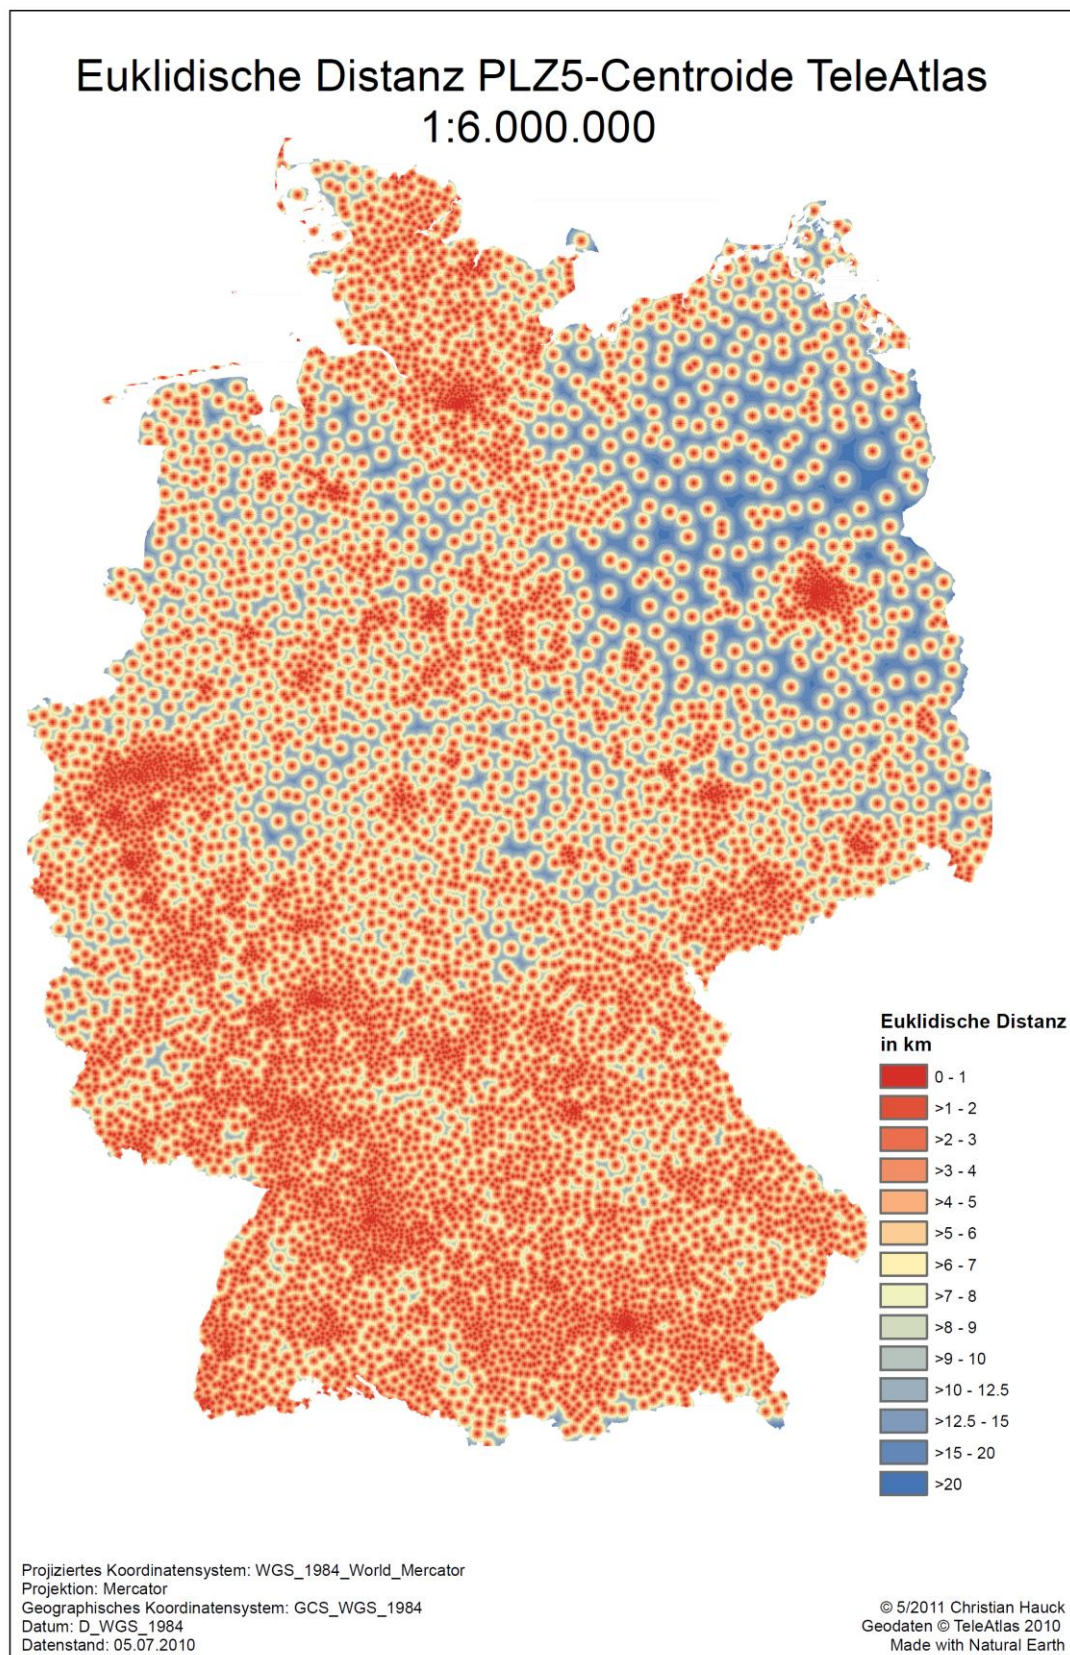 Euklidische Distanz PLZ5-Centroide TeleAtlas
1:6.000.000
Euklidische Distanz
in km
0 - 1
>1 - 2
>2 - 3
>3 - 4
>4 - 5
>5 - 6
>6 - 7
>7 - 8
>8 - 9
>9 - 10
>10 - 12.5
>12.5 - 15
>15 - 20
>20
Projiziertes Koordinatensystem: WGS_1984_World_Mercator
Projektion: Mercator
Geographisches Koordinatensystem: GCS_WGS_1984
Datum: D_WGS_1984
Datenstand: 05.07.2010
© 5/2011 Christian Hauck
Geodaten © TeleAtlas 2010
Made with Natural Earth